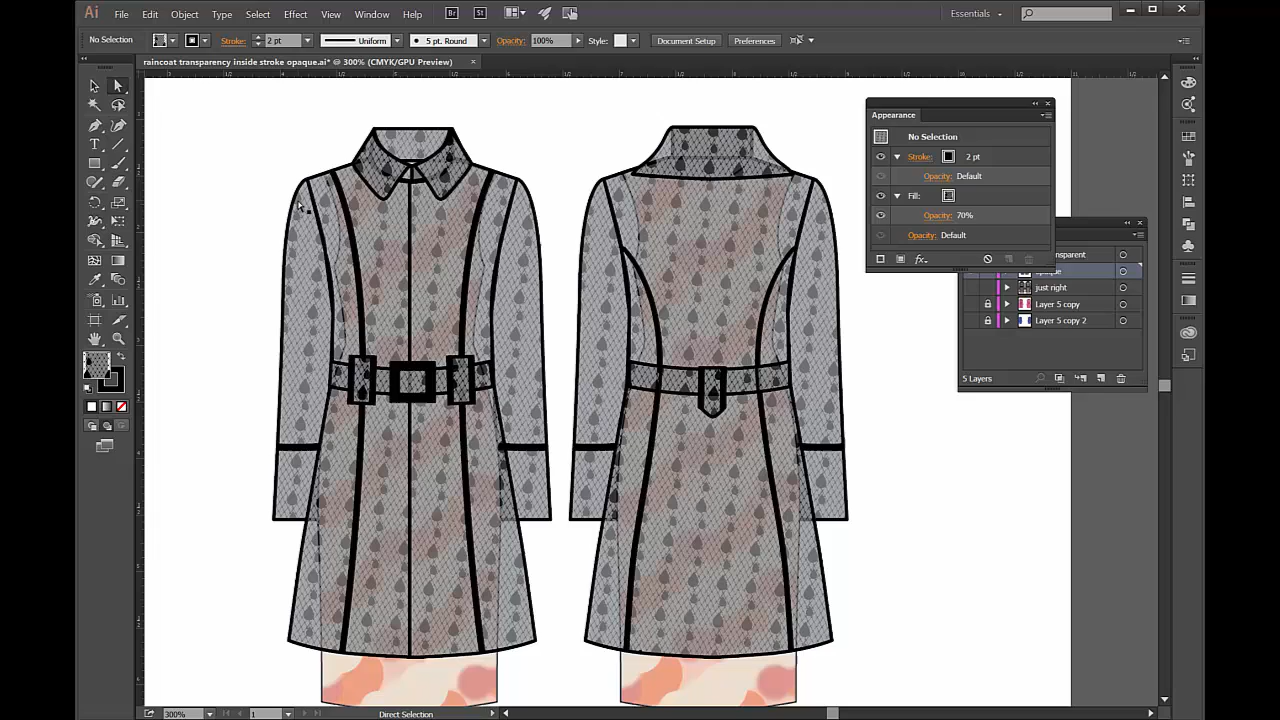 Ai File Edit Object Type Select Effect View Window Help Br St Essentials
No Selection Stroke: 2 pt Uniform 5 pt. Round Opacity: 100% Style: Document Setup Preferences
raincoat transparency inside stroke opaque.ai* @ 300% (CMYK/GPU Preview)
Appearance
No Selection
Stroke: 2 pt
Opacity: Default
Fill:
Opacity: 70%
Opacity: Default
fx
just right
Layer 5 copy
Layer 5 copy 2
5 Layers
300% 1 Direct Selection